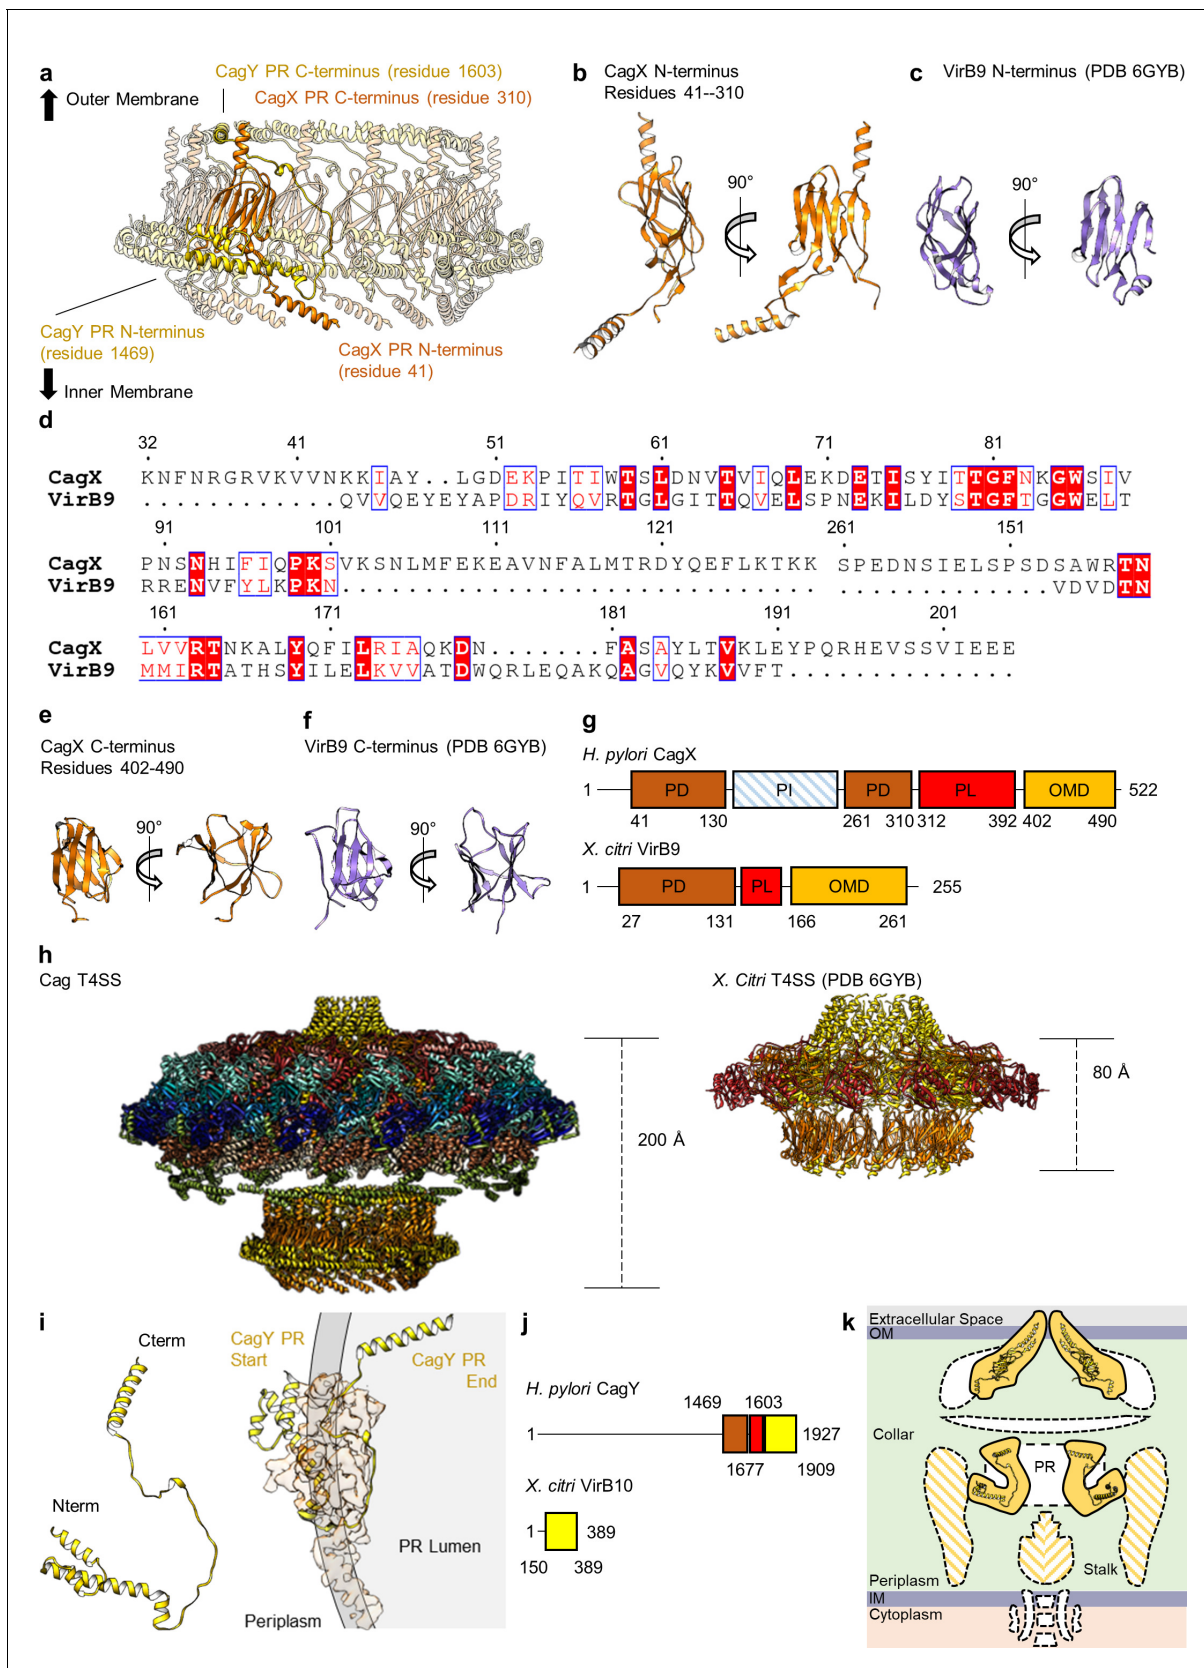 a
CagY PR C-terminus (residue 1603)
Outer Membrane
CagX PR C-terminus (residue 310)
CagY PR N-terminus
(residue 1469)
CagX PR N-terminus
(residue 41)
Inner Membrane
b
CagX N-terminus
Residues 41--310
90°
c
VirB9 N-terminus (PDB 6GYB)
90°
d
32 41 51 61 71 81
CagX KNFNRGRVKVVNKKIAY..LGDEKPITIWTSLDNVTVIQLEKDETISYITTGFNKGWSIV
VirB9 ............QVVQEYEYAPDRIYQVRTGLGITTQVELSPNEKILDYSTGFTGGWELT
91 101 111 121 261 151
CagX PNSNHIFIQPKSVKSNLMFEKEAVNFALMTRDYQEFLKTKK SPEDNSIELSPSDSAWRTN
VirB9 RRENVFYLKPKN..........................................VDVDTN
161 171 181 191 201
CagX LVVRTNKALYQFILRIAQKDN.......FASAYLTVKLEYPQRHEVSSVIEEE
VirB9 MMIRTATHSYILELKVVATDWQRLEQAKQAGVQYKVVFT..............
e
CagX C-terminus
Residues 402-490
90°
f
VirB9 C-terminus (PDB 6GYB)
90°
g
H. pylori CagX
1 PD PI PD PL OMD 522
41 130 261 310 312 392 402 490
X. citri VirB9
1 PD PL OMD 255
27 131 166 261
h
Cag T4SS
200 Å
X. Citri T4SS (PDB 6GYB)
80 Å
i
Cterm
Nterm
CagY PR
Start
CagY PR
End
PR Lumen
Periplasm
j
H. pylori CagY
1469 1603
1 1927
1677 1909
X. citri VirB10
1 389
150 389
k
Extracellular Space
OM
Collar
PR
Stalk
Periplasm
IM
Cytoplasm